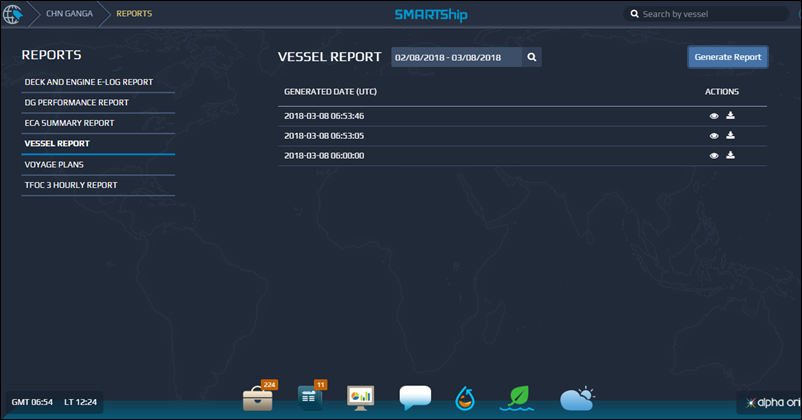 CHN GANGA REPORTS SMARTShip Search by vessel
REPORTS
DECK AND ENGINE E-LOG REPORT
DG PERFORMANCE REPORT
ECA SUMMARY REPORT
VESSEL REPORT
VOYAGE PLANS
TFOC 3 HOURLY REPORT
VESSEL REPORT 02/08/2018 - 03/08/2018 Generate Report
GENERATED DATE (UTC) ACTIONS
2018-03-08 06:53:46
2018-03-08 06:53:05
2018-03-08 06:00:00
GMT 06:54 LT 12:24 224 11 alpha ori